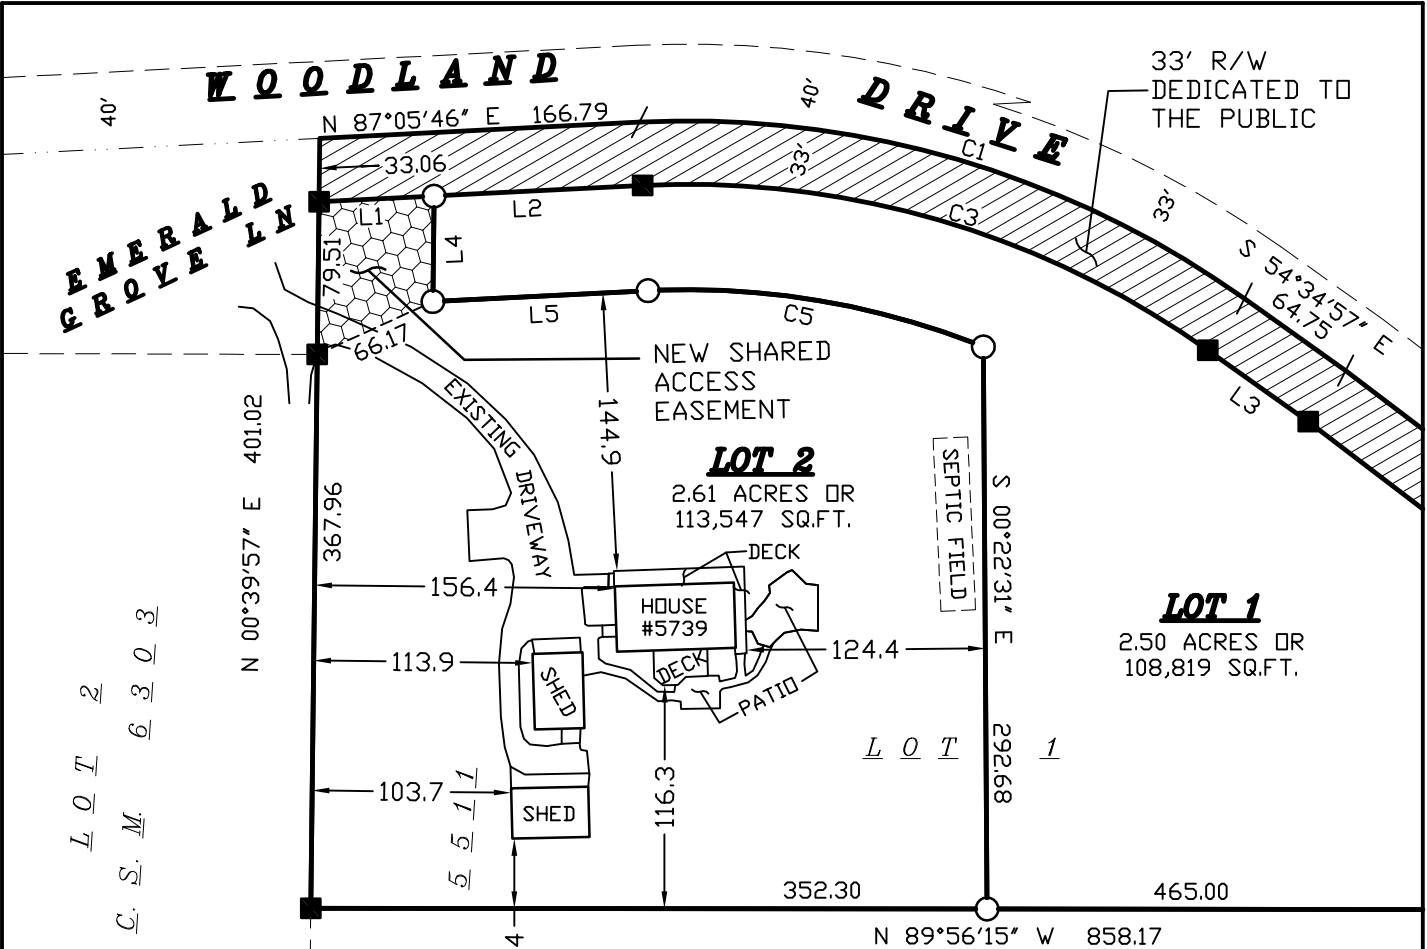 WOODLAND
DRIVE
33' R/W
DEDICATED TO
THE PUBLIC
40'
40'
N 87°05'46" E 166.79
C1
33.06
33'
33'
EMERALD
GROVE LN
L1
L2
C3
79.51
L4
S 54°34'57" E
64.75
L5
C5
66.17
NEW SHARED
ACCESS
EASEMENT
L3
EXISTING DRIVEWAY
144.9
N 00°39'57" E 401.02
367.96
LOT 2
2.61 ACRES OR
113,547 SQ.FT.
SEPTIC FIELD
S 00°22'31" E
292.68
DECK
156.4
HOUSE
#5739
LOT 1
2.50 ACRES OR
108,819 SQ.FT.
113.9
SHED
DECK
124.4
PATIO
LOT 2
C.S.M. 6303
LOT 1
103.7
SHED
116.3
5511
352.30
465.00
4
N 89°56'15" W 858.17